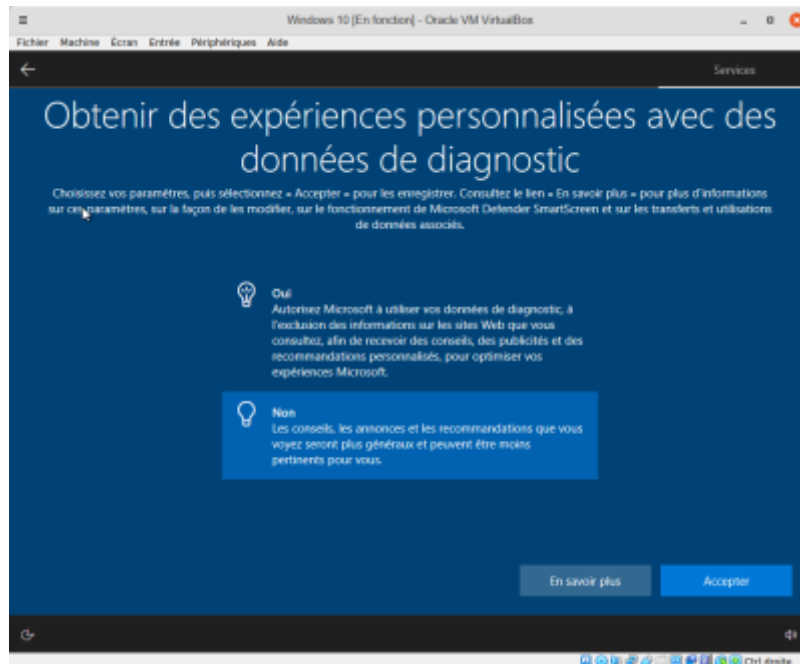 Windows 10 [En fonction] - Oracle VM VirtualBox
Fichier Machine Écran Entrée Périphériques Aide
Services
Obtenir des expériences personnalisées avec des
données de diagnostic
Choisissez vos paramètres, puis sélectionnez « Accepter » pour les enregistrer. Consultez le lien « En savoir plus » pour plus d'informations
sur ces paramètres, sur la façon de les modifier, sur le fonctionnement de Microsoft Defender SmartScreen et sur les transferts et utilisations
de données associés.
Oui
Autorisez Microsoft à utiliser vos données de diagnostic, à
l'exclusion des informations sur les sites Web que vous
consultez, afin de recevoir des conseils, des publicités et des
recommandations personnalisés, pour optimiser vos
expériences Microsoft.
Non
Les conseils, les annonces et les recommandations que vous
voyez seront plus généraux et peuvent être moins
pertinents pour vous.
En savoir plus
Accepter
Ctrl droite